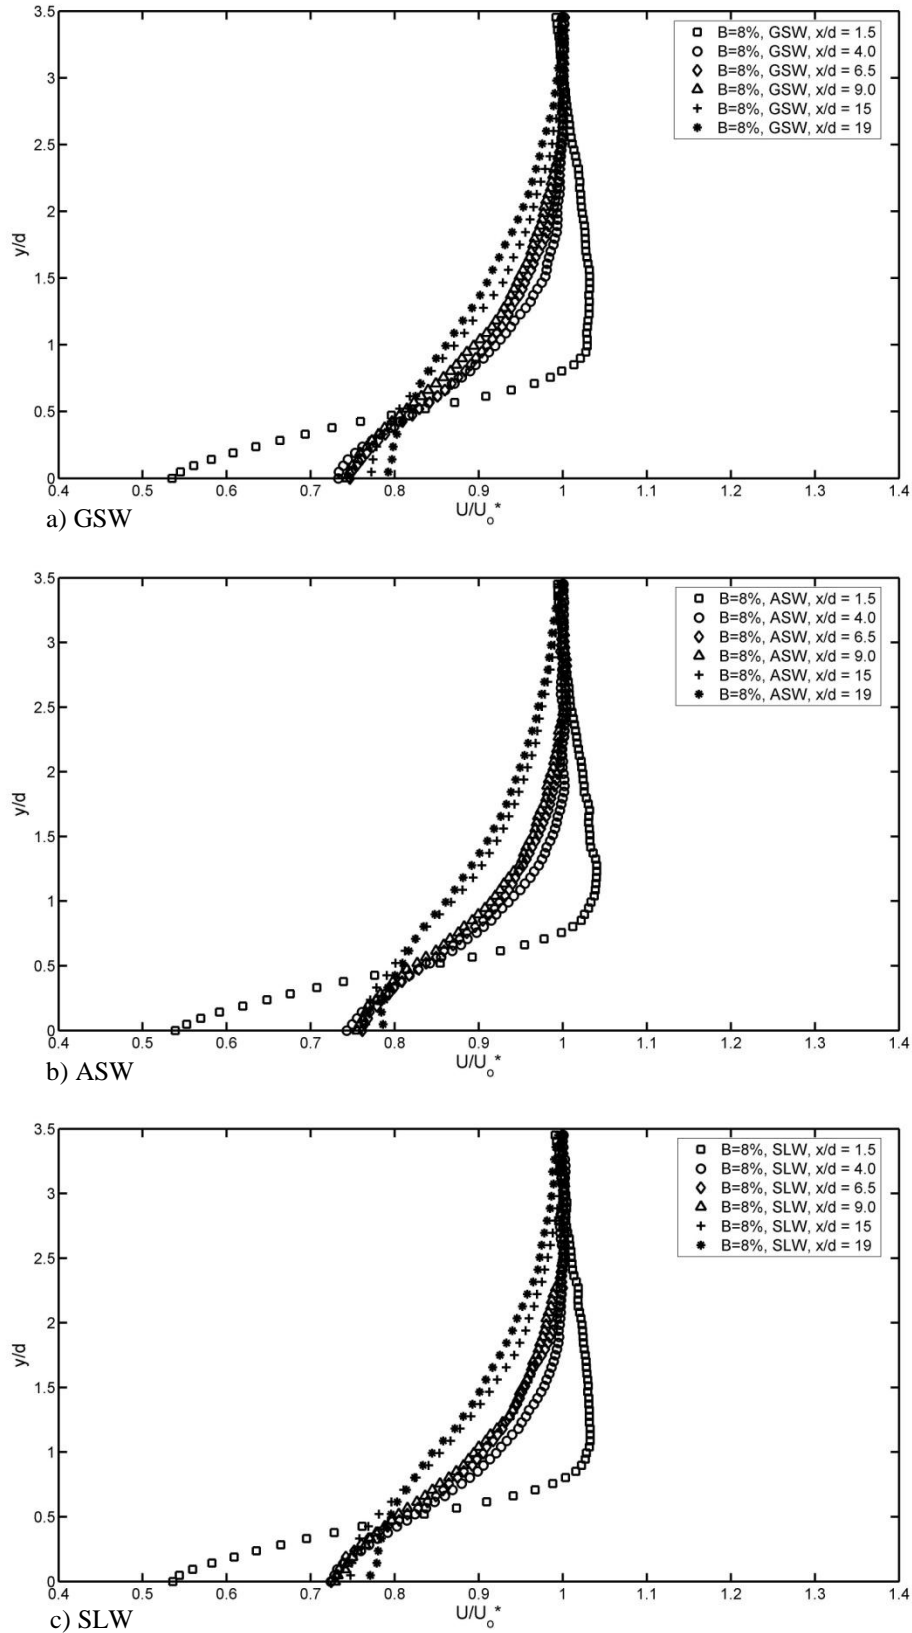 3.5
3
2.5
2
1.5
1
0.5
0
y/d
B=8%, GSW, x/d = 1.5
B=8%, GSW, x/d = 4.0
B=8%, GSW, x/d = 6.5
B=8%, GSW, x/d = 9.0
B=8%, GSW, x/d = 15
B=8%, GSW, x/d = 19
0.4 0.5 0.6 0.7 0.8 0.9 1 1.1 1.2 1.3 1.4
U/U_o*
a) GSW
3.5
3
2.5
2
1.5
1
0.5
0
y/d
B=8%, ASW, x/d = 1.5
B=8%, ASW, x/d = 4.0
B=8%, ASW, x/d = 6.5
B=8%, ASW, x/d = 9.0
B=8%, ASW, x/d = 15
B=8%, ASW, x/d = 19
0.4 0.5 0.6 0.7 0.8 0.9 1 1.1 1.2 1.3 1.4
U/U_o*
b) ASW
3.5
3
2.5
2
1.5
1
0.5
0
y/d
B=8%, SLW, x/d = 1.5
B=8%, SLW, x/d = 4.0
B=8%, SLW, x/d = 6.5
B=8%, SLW, x/d = 9.0
B=8%, SLW, x/d = 15
B=8%, SLW, x/d = 19
0.4 0.5 0.6 0.7 0.8 0.9 1 1.1 1.2 1.3 1.4
U/U_o*
c) SLW